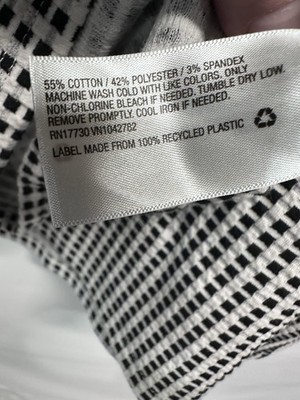 55% COTTON / 42% POLYESTER / 3% SPANDEX
MACHINE WASH COLD WITH LIKE COLORS. ONLY
NON-CHLORINE BLEACH IF NEEDED. TUMBLE DRY LOW.
REMOVE PROMPTLY. COOL IRON IF NEEDED.
RN17730 VN1042782
LABEL MADE FROM 100% RECYCLED PLASTIC